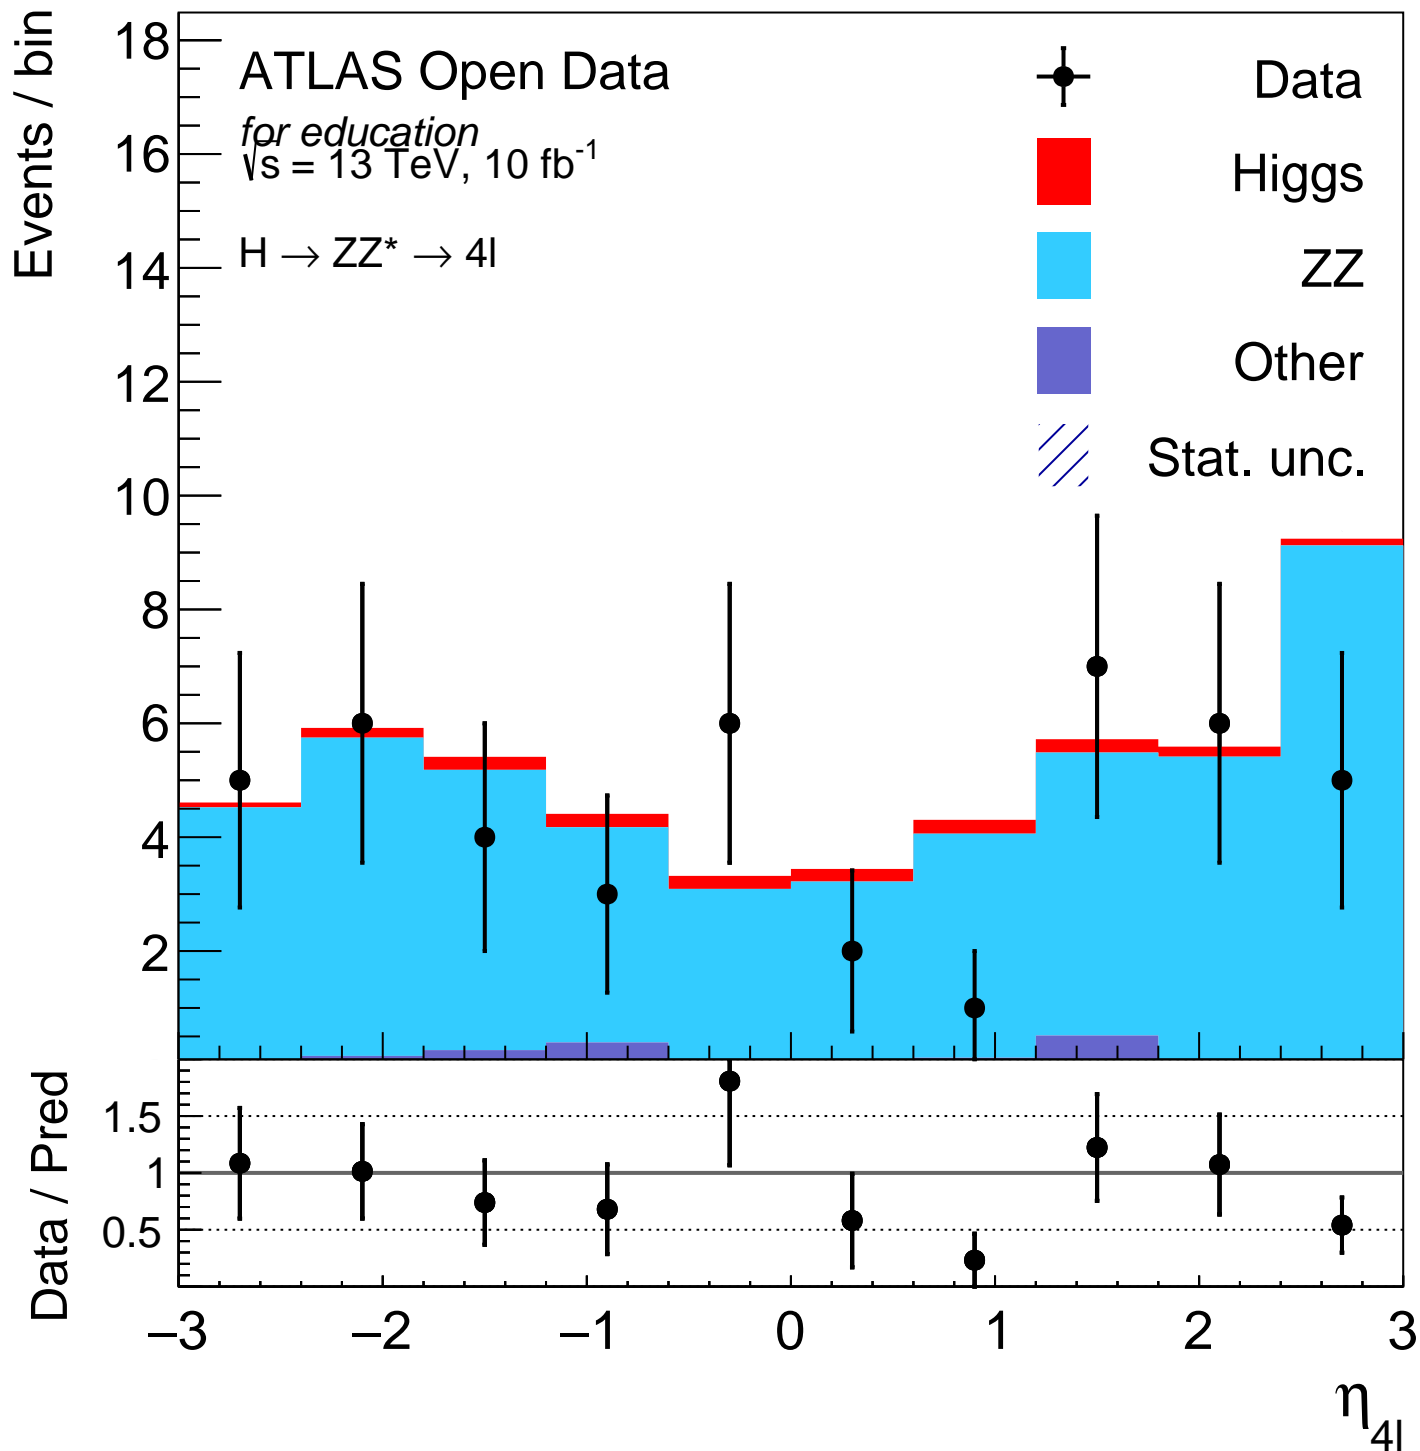 Events / bin
18
16
14
12
10
8
6
4
2
ATLAS Open Data
for education
√s = 13 TeV, 10 fb⁻¹
H → ZZ* → 4l
Data
Higgs
ZZ
Other
Stat. unc.
Data / Pred
1.5
1
0.5
−3 −2 −1 0 1 2 3
η4l